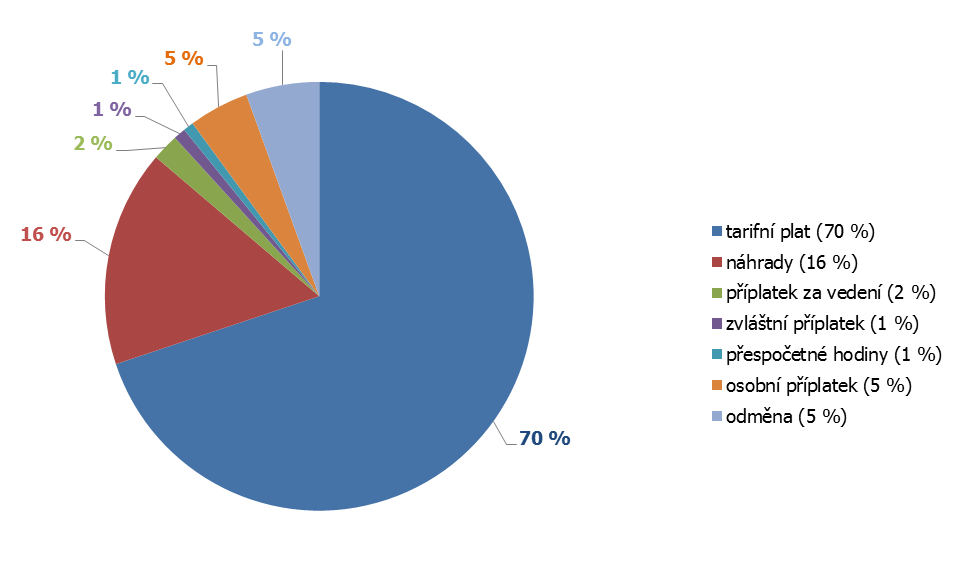 5 %
5 %
1 %
1 %
2 %
16 %
70 %
tarifní plat (70 %)
náhrady (16 %)
příplatek za vedení (2 %)
zvláštní příplatek (1 %)
přespočetné hodiny (1 %)
osobní příplatek (5 %)
odměna (5 %)